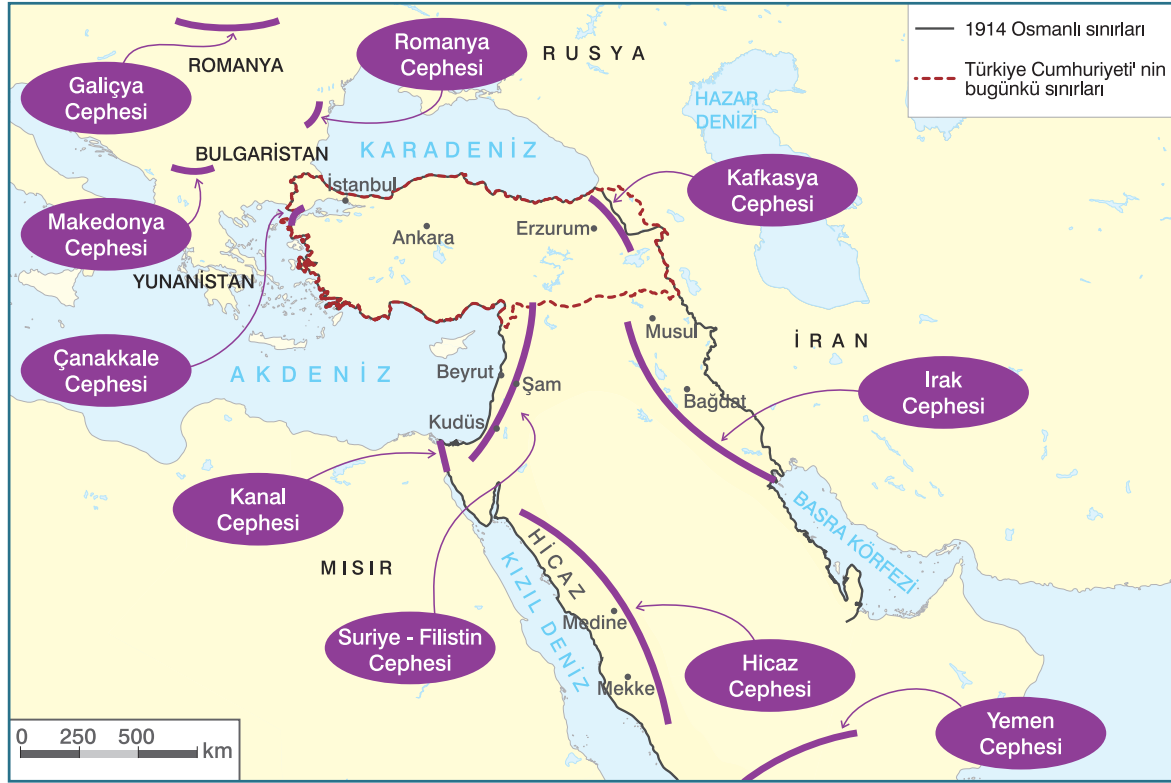 Galiçya
Cephesi
ROMANYA
Romanya
Cephesi
RUSYA
1914 Osmanlı sınırları
Türkiye Cumhuriyeti' nin
bugünkü sınırları
HAZAR
DENİZİ
BULGARİSTAN
KARADENİZ
İstanbul
Kafkasya
Cephesi
Makedonya
Cephesi
Ankara
Erzurum
YUNANİSTAN
Çanakkale
Cephesi
AKDENİZ
Musul
İRAN
Beyrut
Şam
Bağdat
Irak
Cephesi
Kudüs
Kanal
Cephesi
BASRA KÖRFEZİ
MISIR
HİCAZ
KIZIL DENİZ
Medine
Suriye - Filistin
Cephesi
Hicaz
Cephesi
Mekke
Yemen
Cephesi
0 250 500 km